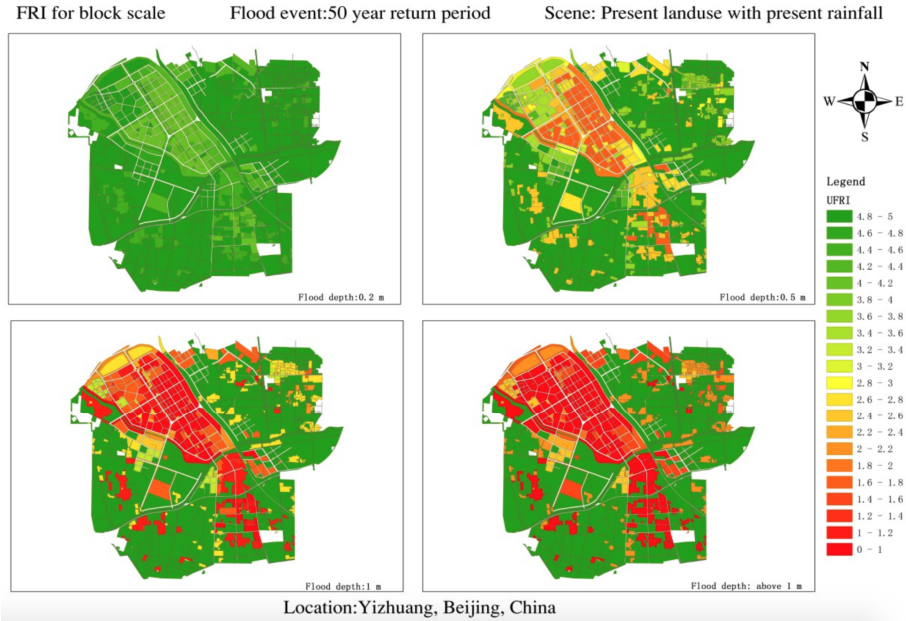 FRI for block scale Flood event:50 year return period Scene: Present landuse with present rainfall
Flood depth:0.2 m
Flood depth:0.5 m
N
W E
S
Legend
UFRI
4.8 - 5
4.6 - 4.8
4.4 - 4.6
4.2 - 4.4
4 - 4.2
3.8 - 4
3.6 - 3.8
3.4 - 3.6
3.2 - 3.4
3 - 3.2
2.8 - 3
2.6 - 2.8
2.4 - 2.6
2.2 - 2.4
2 - 2.2
1.8 - 2
1.6 - 1.8
1.4 - 1.6
1.2 - 1.4
1 - 1.2
0 - 1
Flood depth:1 m
Flood depth: above 1 m
Location:Yizhuang, Beijing, China